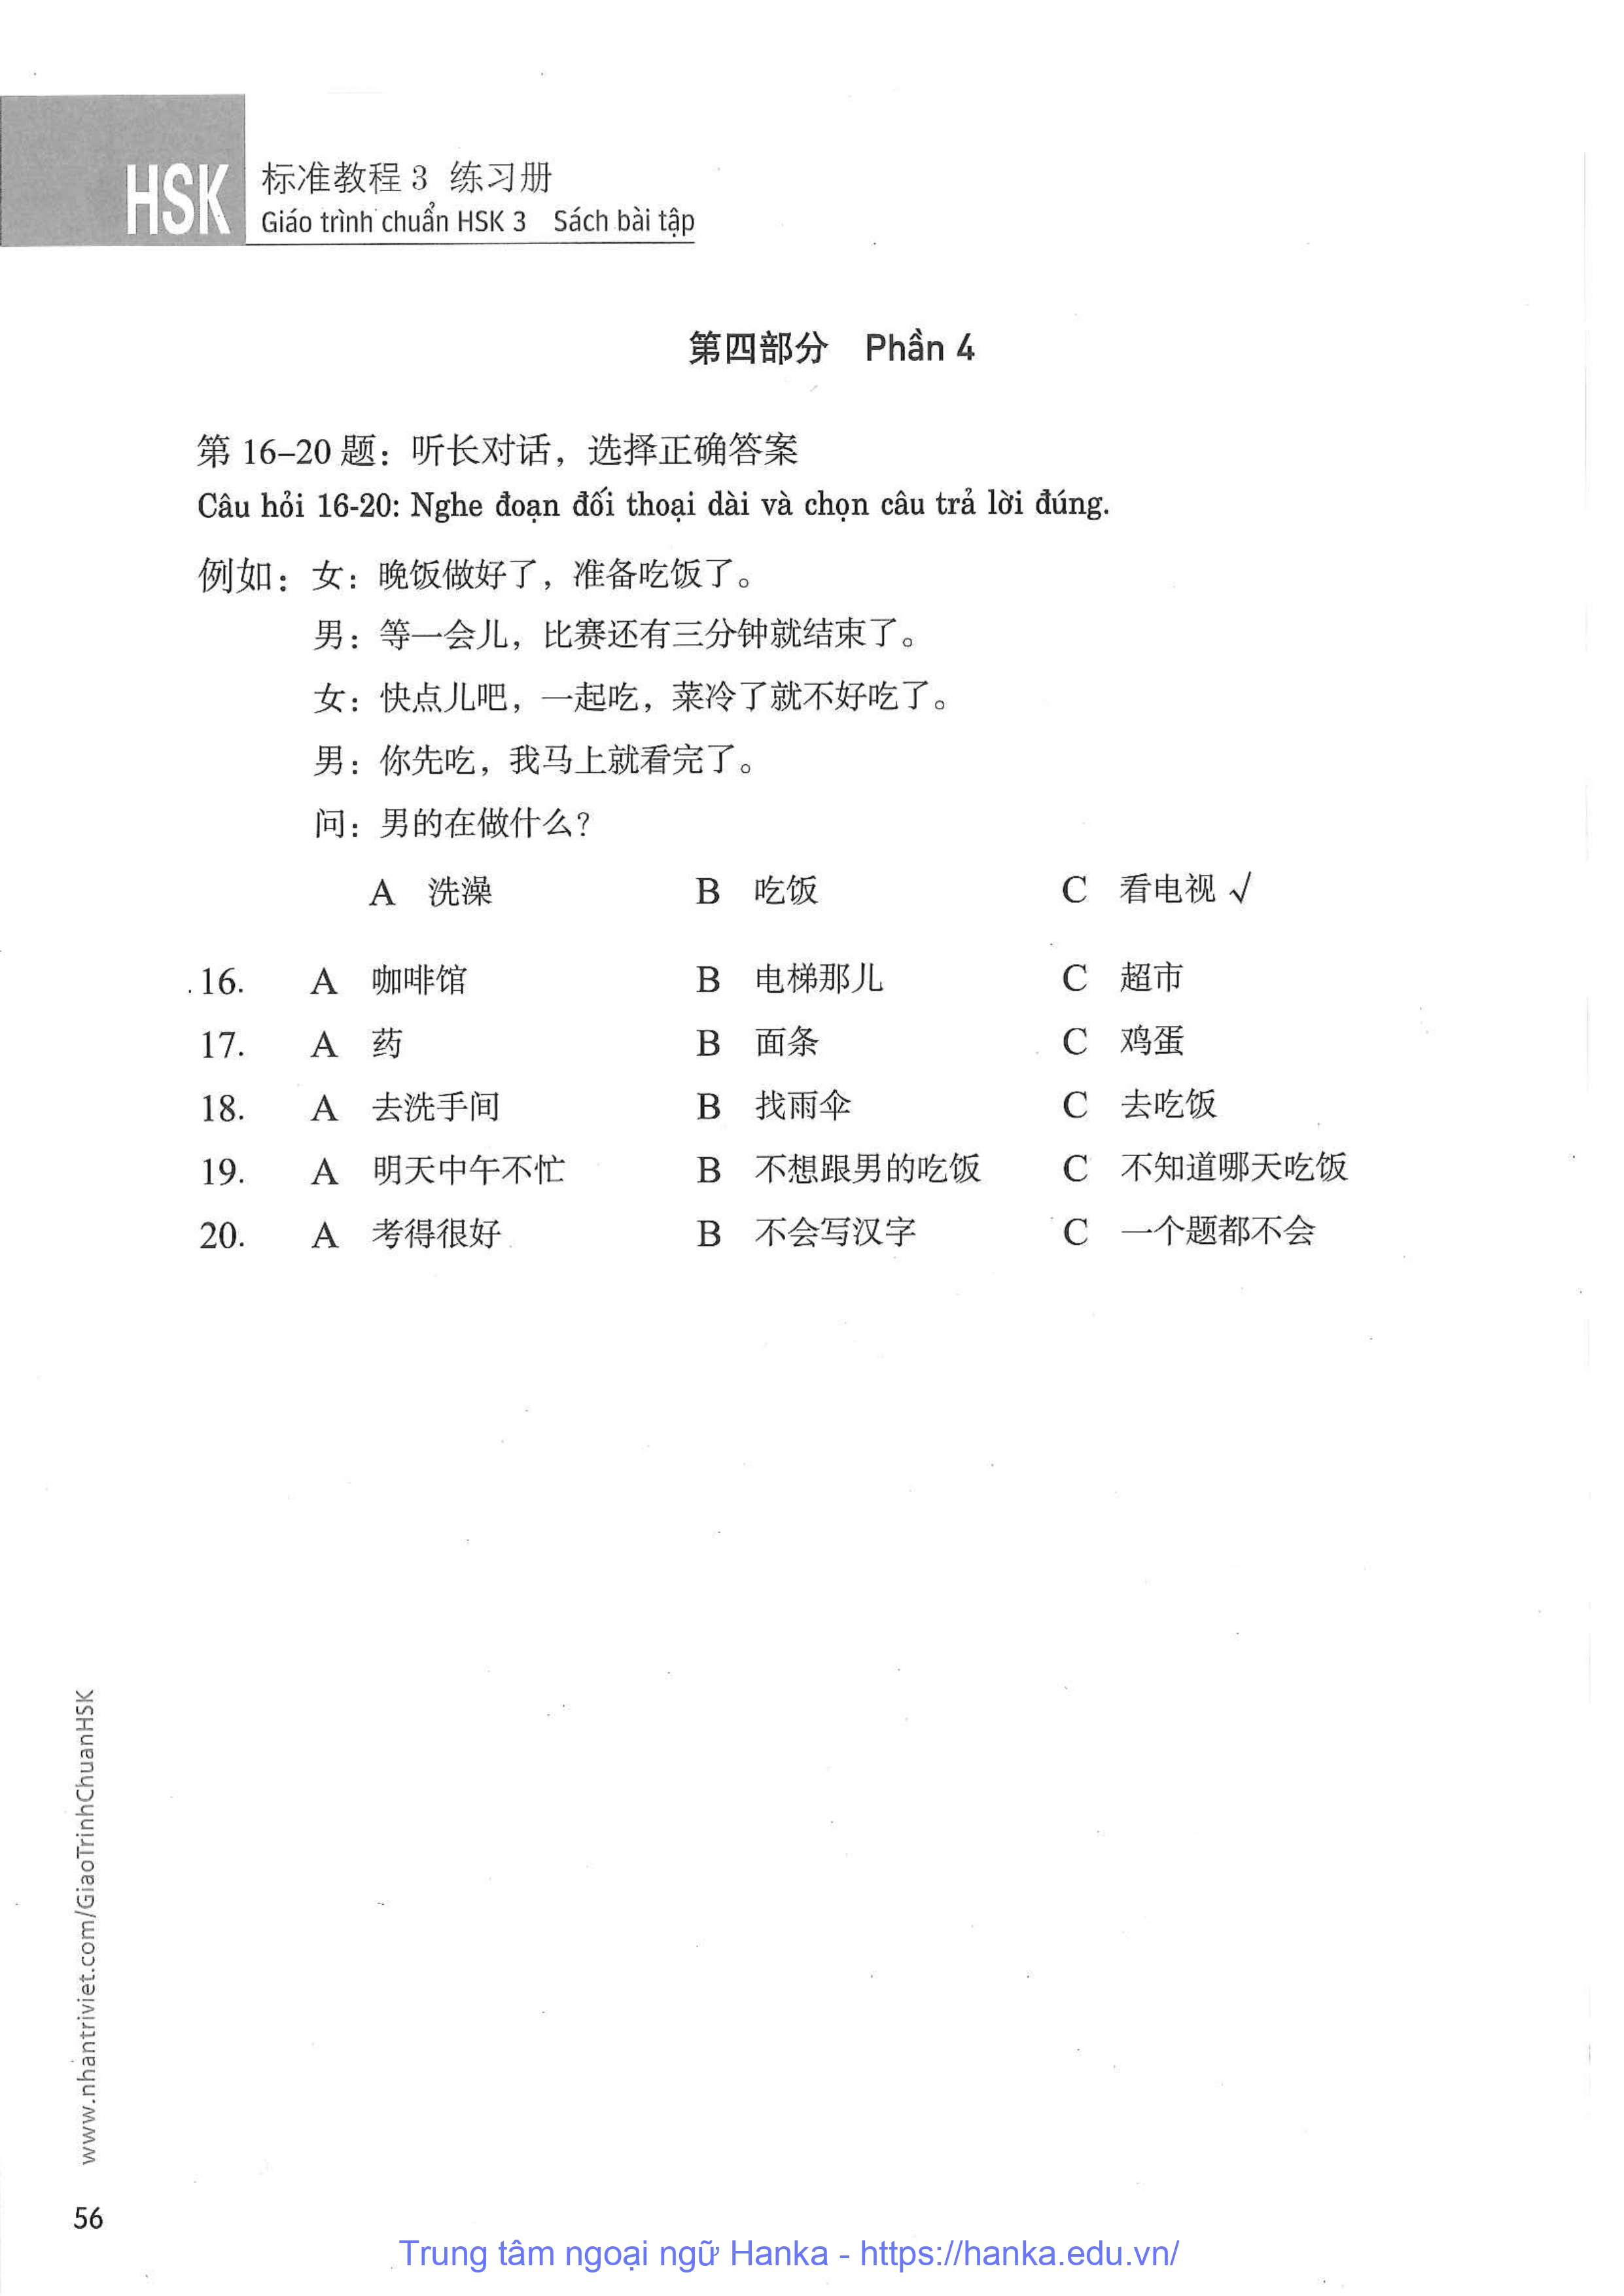 HSK
标准教程 3 练习册
Giáo trình chuẩn HSK 3 Sách bài tập
第四部分 Phần 4
第 16–20 题：听长对话，选择正确答案
Câu hỏi 16-20: Nghe đoạn đối thoại dài và chọn câu trả lời đúng.
例如：女：晚饭做好了，准备吃饭了。
男：等一会儿，比赛还有三分钟就结束了。
女：快点儿吧，一起吃，菜冷了就不好吃了。
男：你先吃，我马上就看完了。
问：男的在做什么？
A 洗澡 B 吃饭 C 看电视 √
16. A 咖啡馆 B 电梯那儿 C 超市
17. A 药 B 面条 C 鸡蛋
18. A 去洗手间 B 找雨伞 C 去吃饭
19. A 明天中午不忙 B 不想跟男的吃饭 C 不知道哪天吃饭
20. A 考得很好 B 不会写汉字 C 一个题都不会
www.nhantriviet.com/GiaoTrinhChuanHSK
56
Trung tâm ngoại ngữ Hanka - https://hanka.edu.vn/